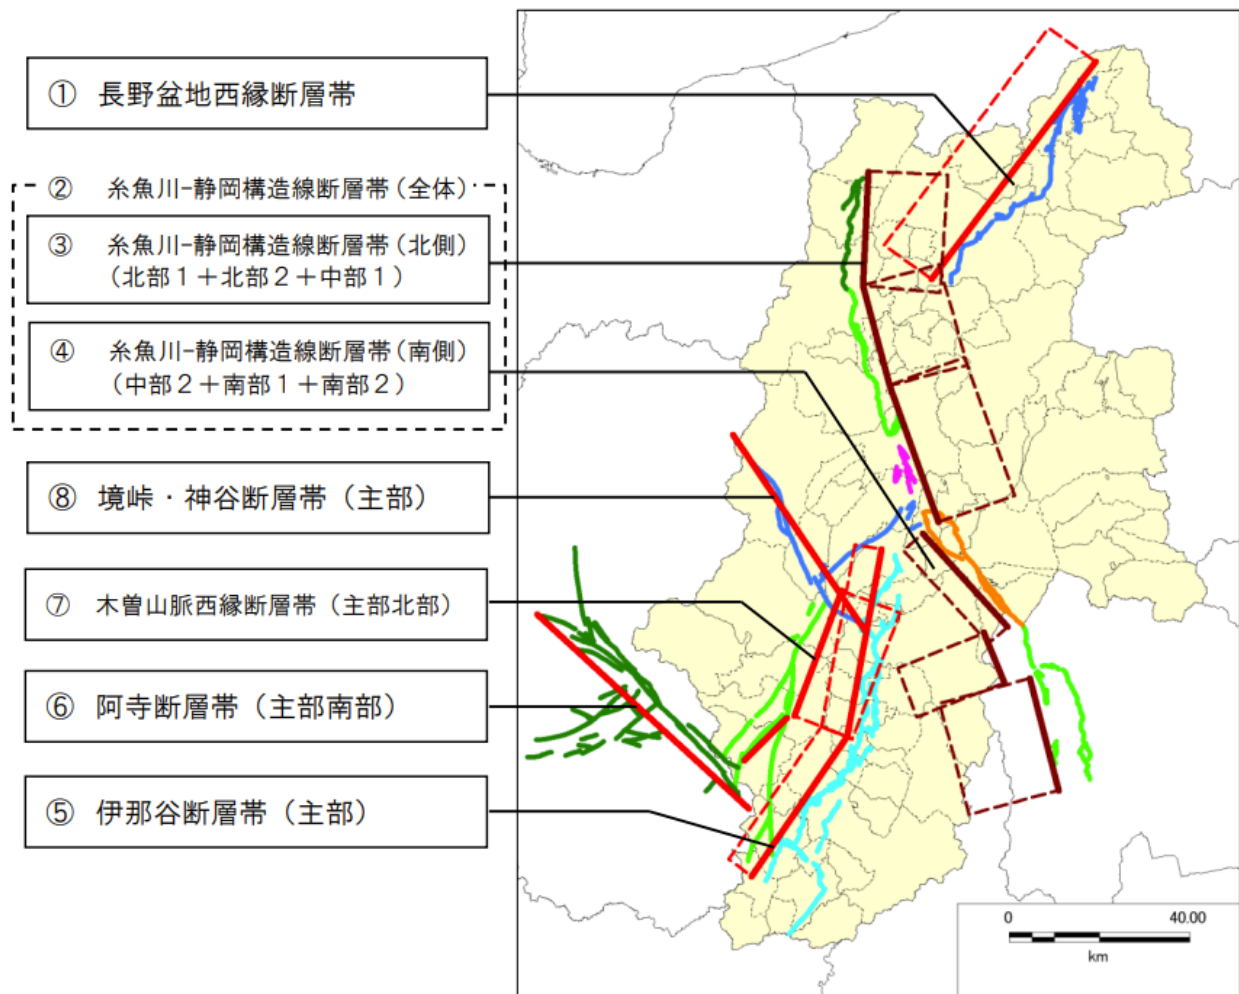 ① 長野盆地西縁断層帯
② 糸魚川-静岡構造線断層帯(全体)
③ 糸魚川-静岡構造線断層帯(北側)
(北部1+北部2+中部1)
④ 糸魚川-静岡構造線断層帯(南側)
(中部2+南部1+南部2)
⑧ 境峠・神谷断層帯(主部)
⑦ 木曽山脈西縁断層帯(主部北部)
⑥ 阿寺断層帯(主部南部)
⑤ 伊那谷断層帯(主部)
0 40.00
km